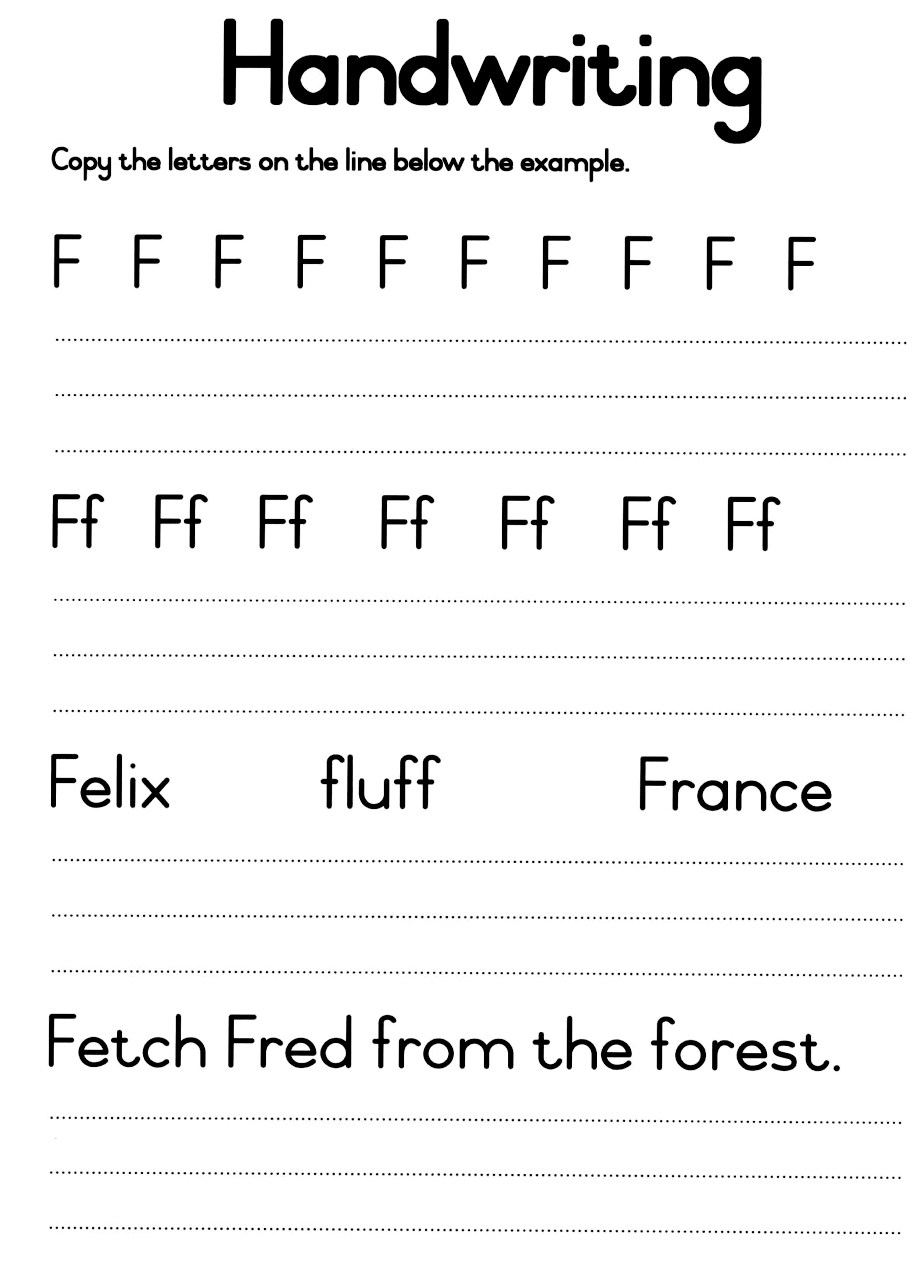 Handwriting
Copy the letters on the line below the example.
F F F F F F F F F F
Ff Ff Ff Ff Ff Ff Ff
Felix fluff France
Fetch Fred from the forest.